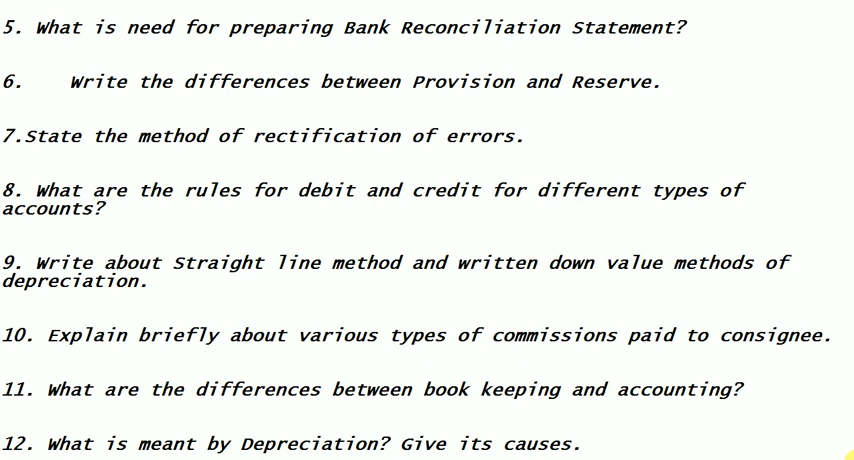 5. What is need for preparing Bank Reconciliation Statement?
6. Write the differences between Provision and Reserve.
7.State the method of rectification of errors.
8. What are the rules for debit and credit for different types of
accounts?
9. Write about Straight line method and written down value methods of
depreciation.
10. Explain briefly about various types of commissions paid to consignee.
11. What are the differences between book keeping and accounting?
12. What is meant by Depreciation? Give its causes.